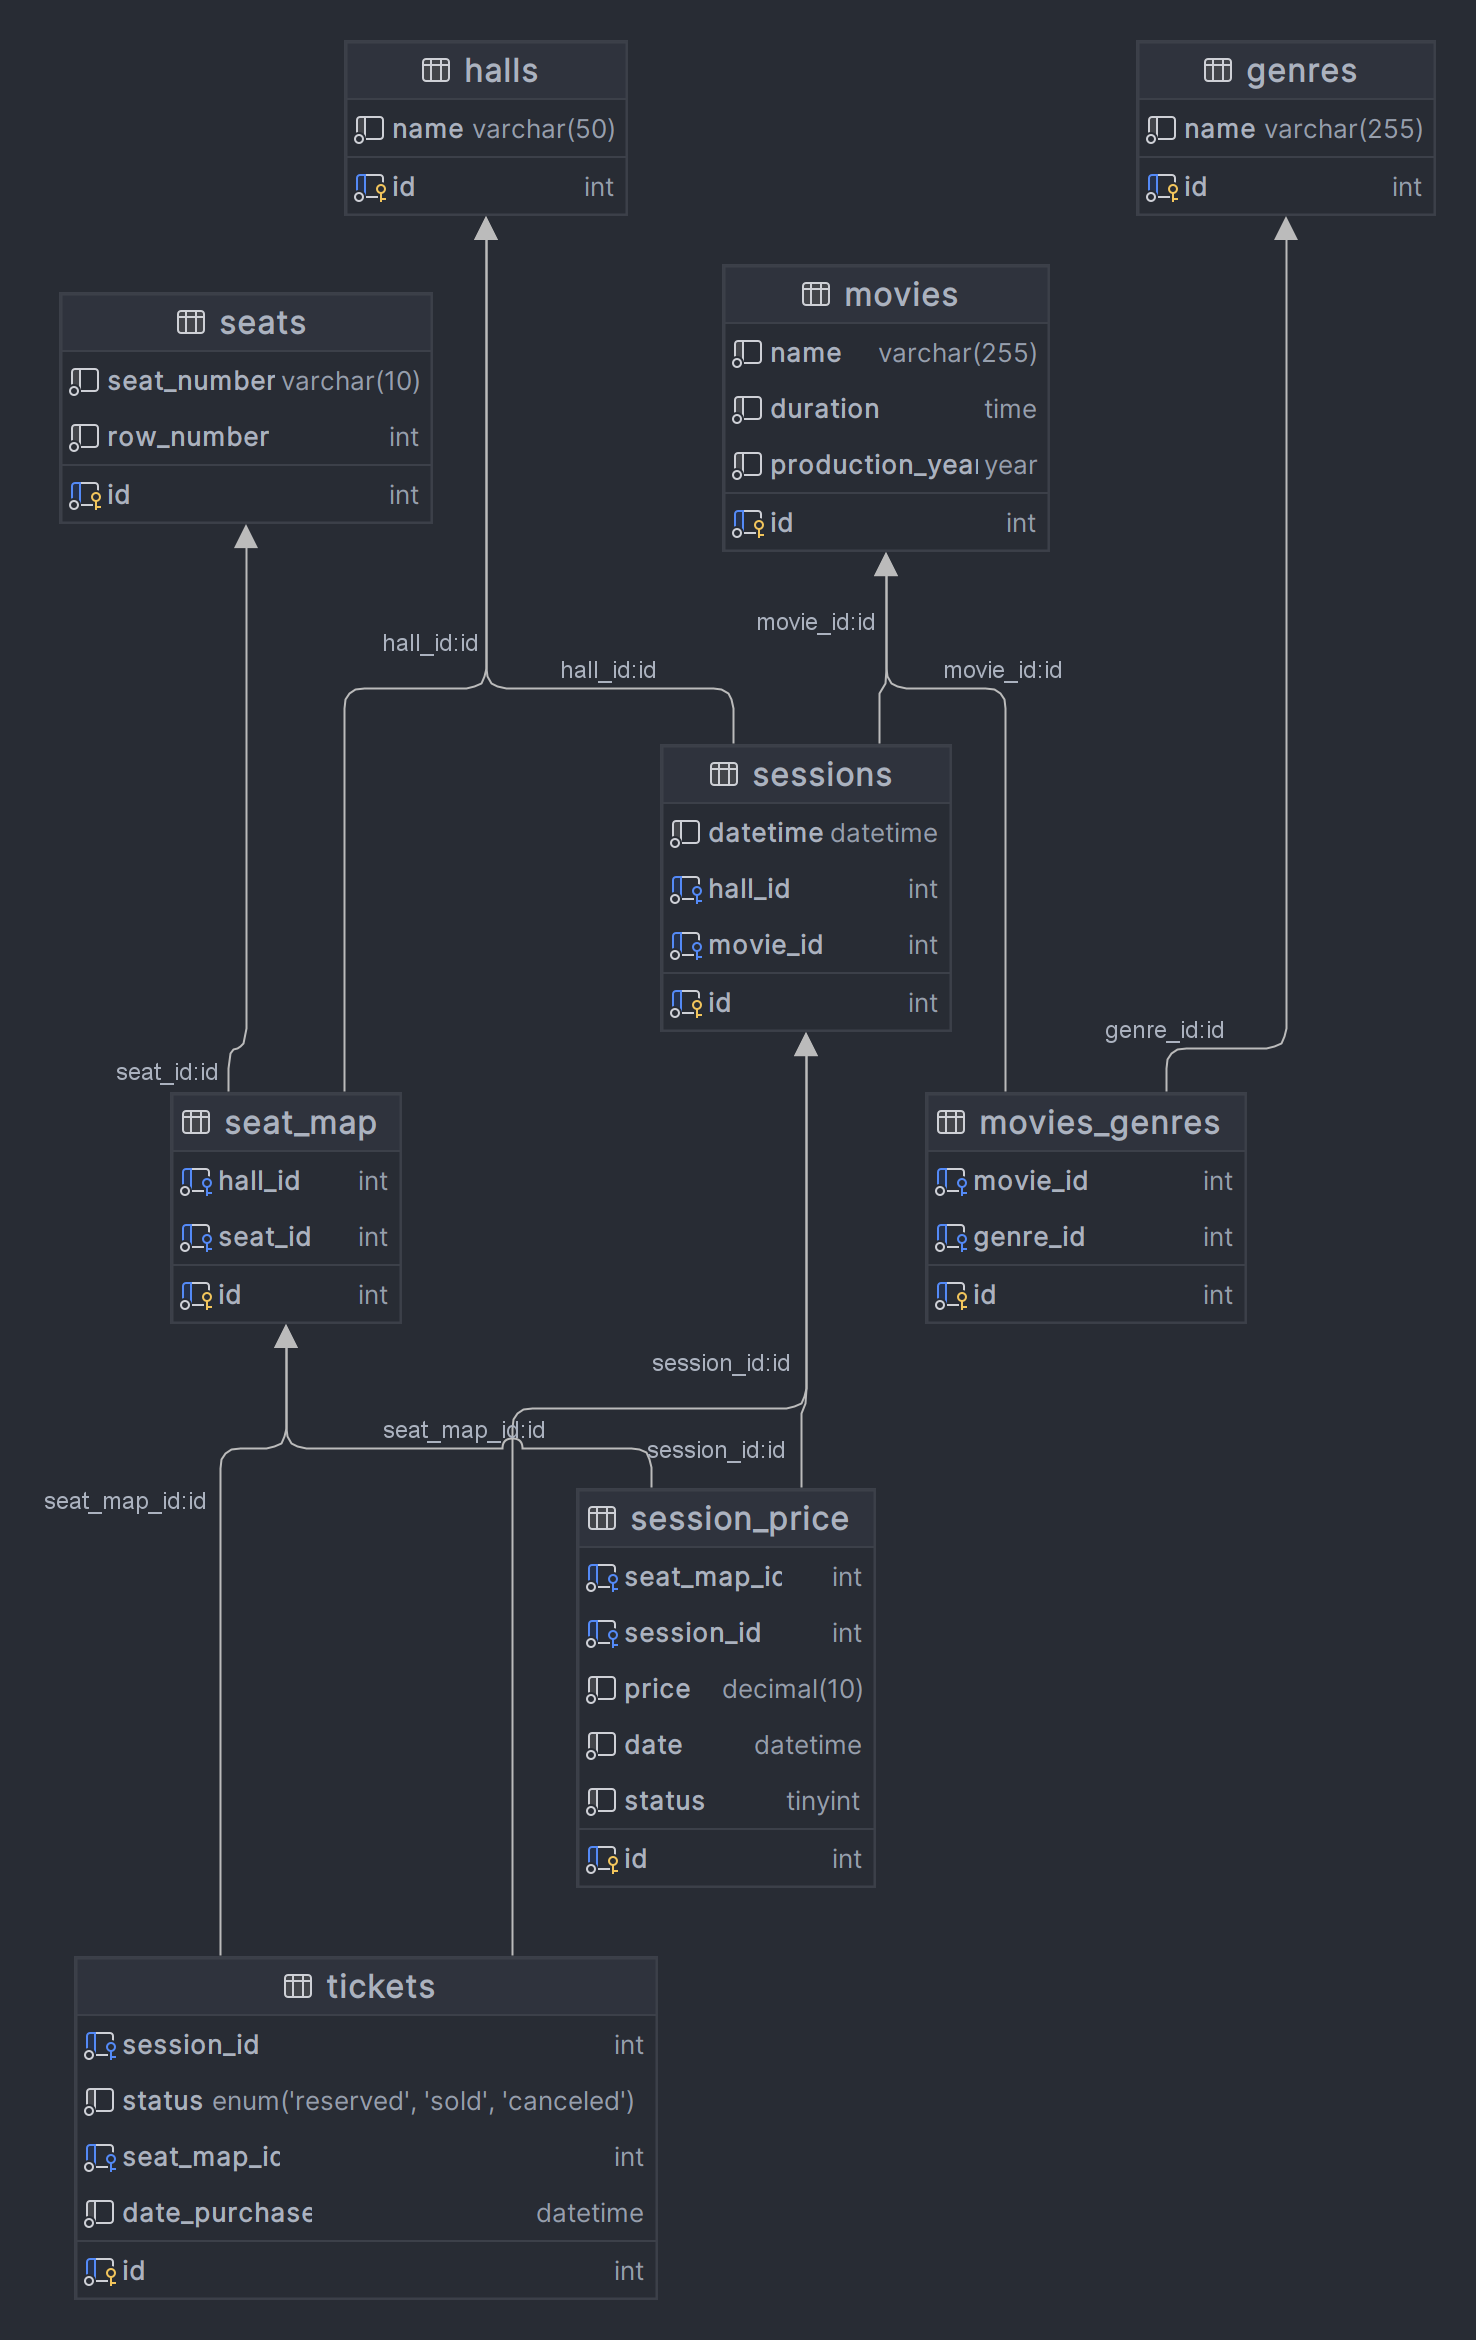 halls
name varchar(50)
id int
genres
name varchar(255)
id int
seats
seat_number varchar(10)
row_number int
id int
movies
name varchar(255)
duration time
production_year year
id int
hall_id:id
hall_id:id
movie_id:id
movie_id:id
sessions
datetime datetime
hall_id int
movie_id int
id int
seat_id:id
genre_id:id
seat_map
hall_id int
seat_id int
id int
movies_genres
movie_id int
genre_id int
id int
session_id:id
seat_map_id:id
session_id:id
seat_map_id:id
session_price
seat_map_id int
session_id int
price decimal(10)
date datetime
status tinyint
id int
tickets
session_id int
status enum('reserved', 'sold', 'canceled')
seat_map_id int
date_purchase datetime
id int